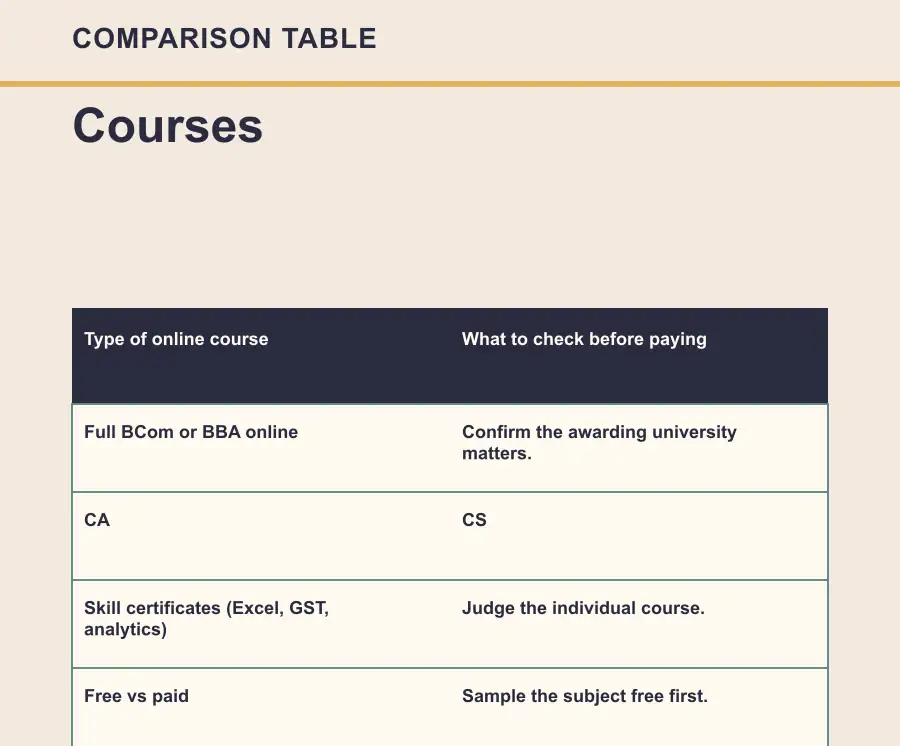 COMPARISON TABLE
Courses
Type of online course
What to check before paying
Full BCom or BBA online
Confirm the awarding university
matters.
CA
CS
Skill certificates (Excel, GST,
analytics)
Judge the individual course.
Free vs paid
Sample the subject free first.